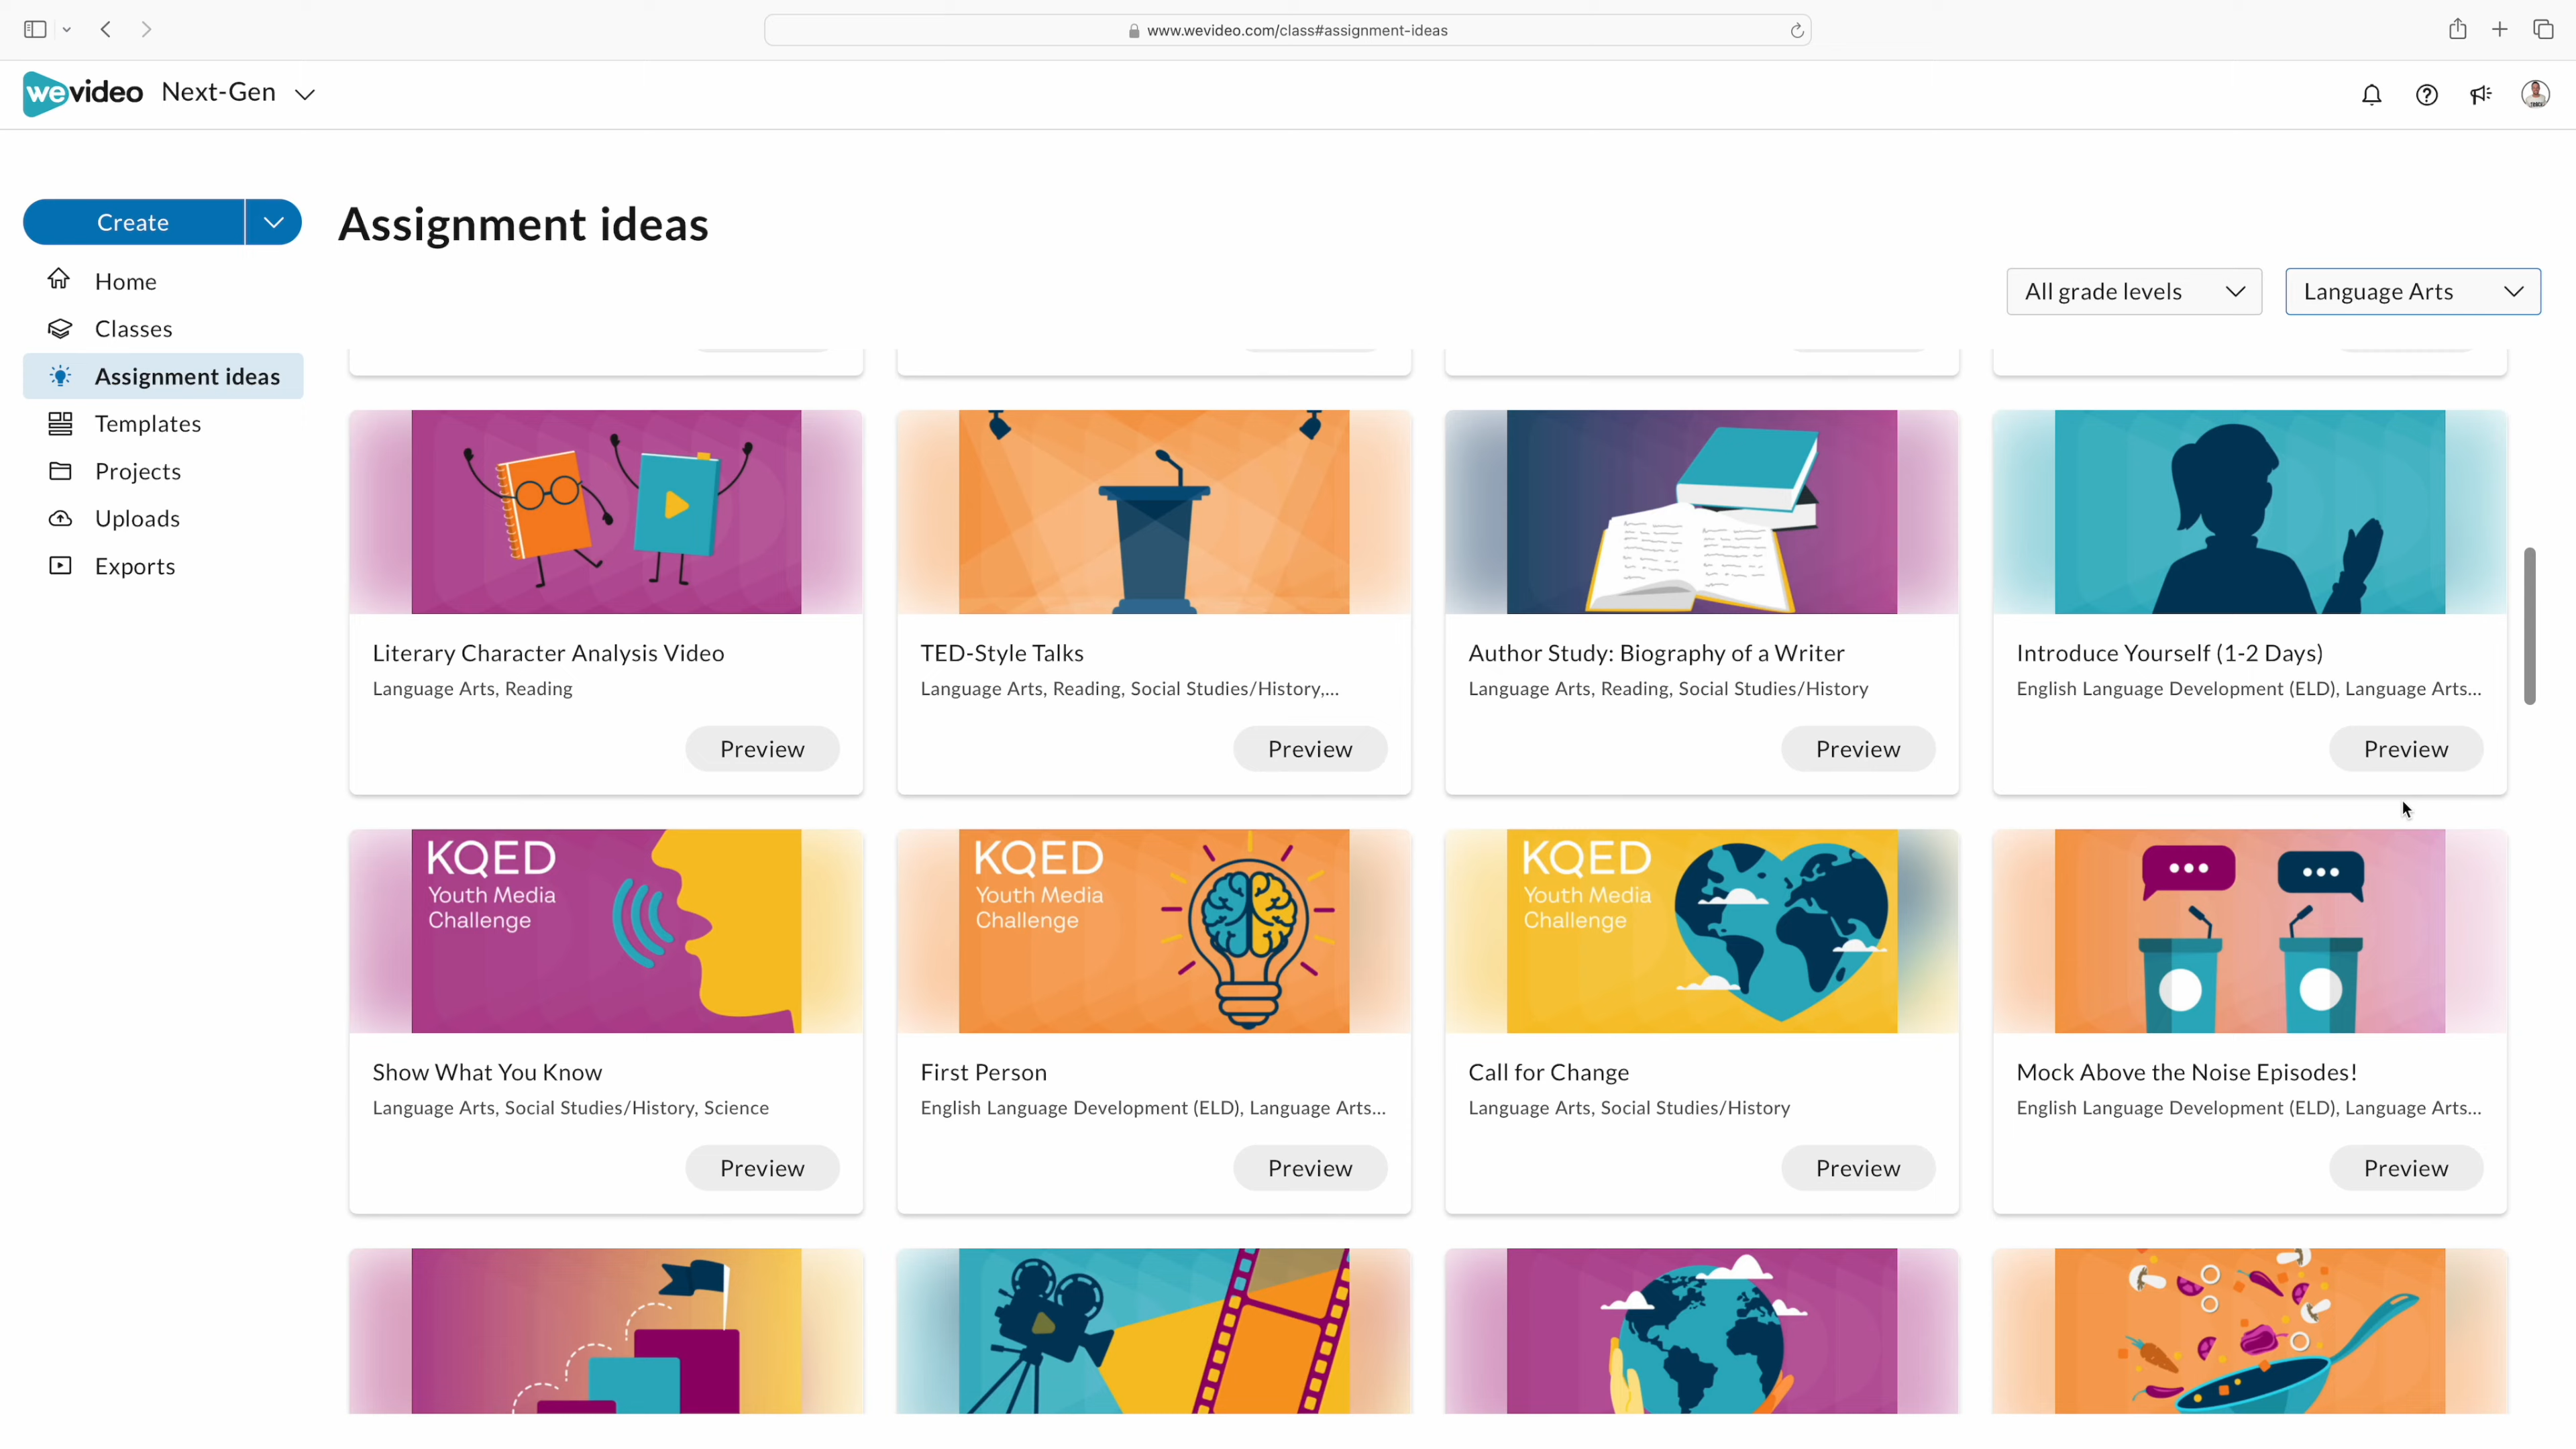 www.wevideo.com/class#assignment-ideas
wevideo Next-Gen
Create
Home
Classes
Assignment ideas
Templates
Projects
Uploads
Exports
Assignment ideas
All grade levels
Language Arts
Literary Character Analysis Video
Language Arts, Reading
Preview
TED-Style Talks
Language Arts, Reading, Social Studies/History,...
Preview
Author Study: Biography of a Writer
Language Arts, Reading, Social Studies/History
Preview
Introduce Yourself (1-2 Days)
English Language Development (ELD), Language Arts...
Preview
KQED
Youth Media
Challenge
Show What You Know
Language Arts, Social Studies/History, Science
Preview
KQED
Youth Media
Challenge
First Person
English Language Development (ELD), Language Arts...
Preview
KQED
Youth Media
Challenge
Call for Change
Language Arts, Social Studies/History
Preview
Mock Above the Noise Episodes!
English Language Development (ELD), Language Arts...
Preview